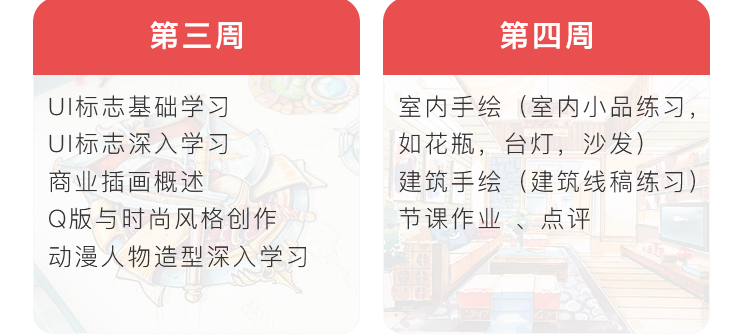 第三周
UI标志基础学习
UI标志深入学习
商业插画概述
Q版与时尚风格创作
动漫人物造型深入学习
第四周
室内手绘（室内小品练习，
如花瓶，台灯，沙发）
建筑手绘（建筑线稿练习）
节课作业 、点评